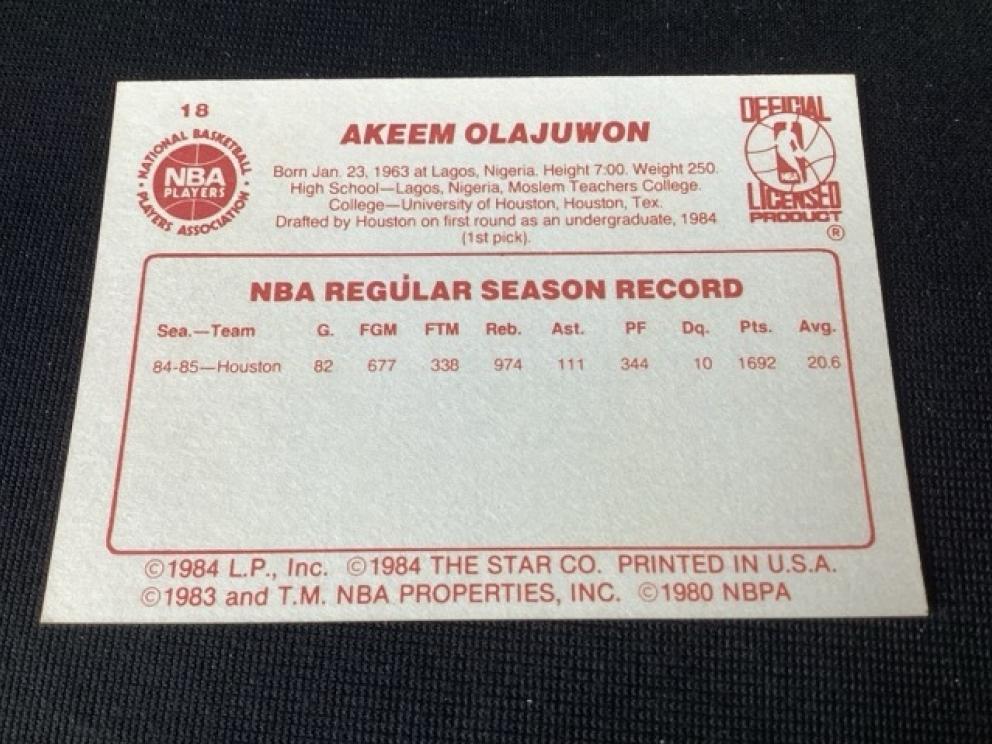 18
NATIONAL BASKETBALL
NBA
PLAYERS
PLAYERS ASSOCIATION
AKEEM OLAJUWON
OFFICIAL
LICENSED
PRODUCT
®
Born Jan. 23, 1963 at Lagos, Nigeria. Height 7:00. Weight 250.
High School—Lagos, Nigeria, Moslem Teachers College.
College—University of Houston, Houston, Tex.
Drafted by Houston on first round as an undergraduate, 1984
(1st pick).
NBA REGULAR SEASON RECORD
Sea.—Team G. FGM FTM Reb. Ast. PF Dq. Pts. Avg.
84-85—Houston 82 677 338 974 111 344 10 1692 20.6
©1984 L.P., Inc. ©1984 THE STAR CO. PRINTED IN U.S.A.
©1983 and T.M. NBA PROPERTIES, INC. ©1980 NBPA